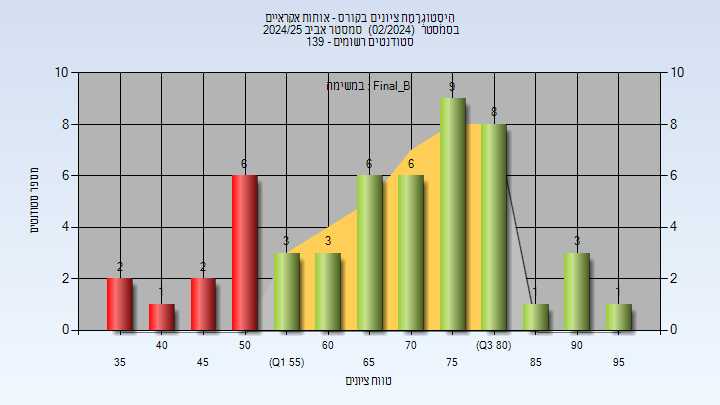 היסטוגרמת ציונים בקורס - אותות אקראיים
בסמסטר (02/2024) סמסטר אביב 2024/25
סטודנטים רשומים - 139
במשימה : Final_B
מספר סטודנטים
10 8 6 4 2 0
2 1 2 6 3 3 6 6 9 8 1 3 1
10 8 6 4 2 0
35 40 45 50 (Q1 55) 60 65 70 75 (Q3 80) 85 90 95
טווח ציונים